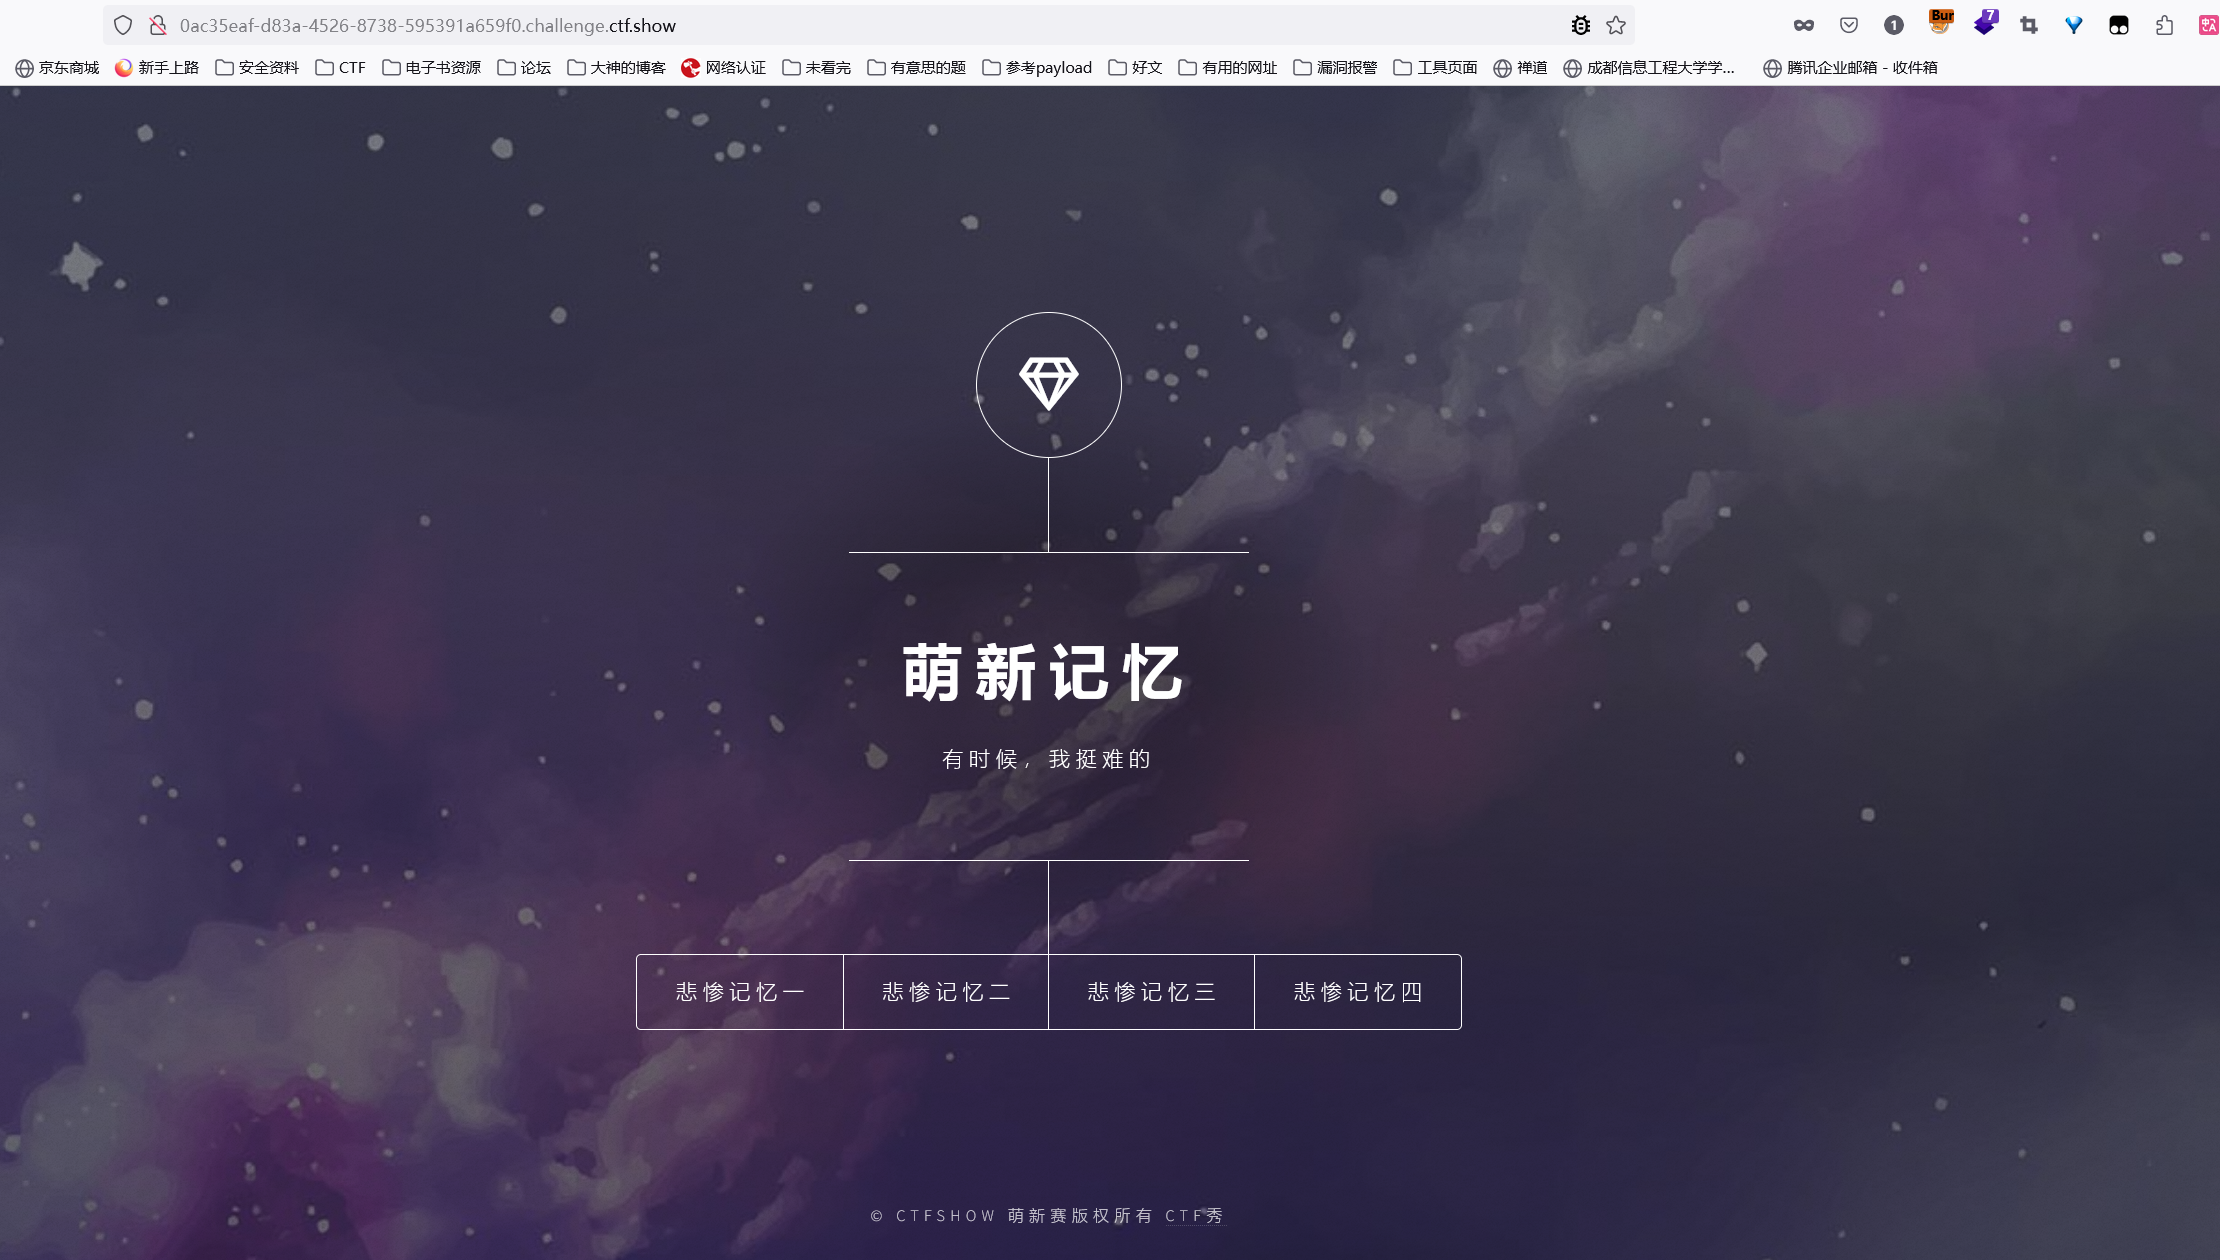 0ac35eaf-d83a-4526-8738-595391a659f0.challenge.ctf.show
1 Bur 7 中A
京东商城 新手上路 安全资料 CTF 电子书资源 论坛 大神的博客 网络认证 未看完 有意思的题 参考payload 好文 有用的网址 漏洞报警 工具页面 禅道 成都信息工程大学学... 腾讯企业邮箱 - 收件箱
萌新记忆
有时候，我挺难的
悲惨记忆一 悲惨记忆二 悲惨记忆三 悲惨记忆四
© CTFSHOW 萌新赛版权所有 CTF秀